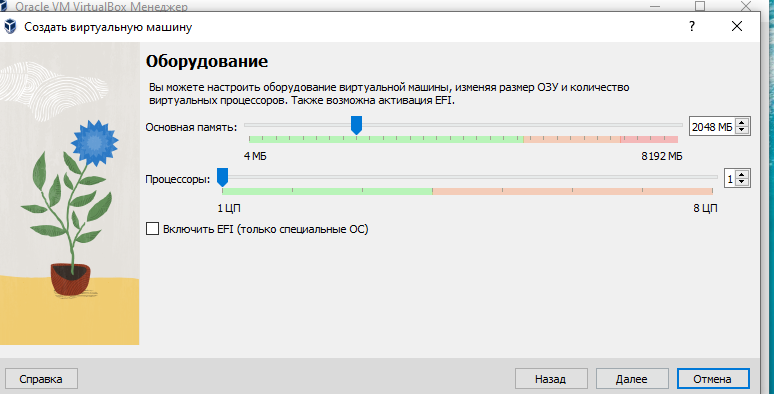 Oracle VM VirtualBox Менеджер
Создать виртуальную машину
?
Оборудование
Вы можете настроить оборудование виртуальной машины, изменяя размер ОЗУ и количество
виртуальных процессоров. Также возможна активация EFI.
Основная память:
2048 МБ
4 МБ
8192 МБ
Процессоры:
1
1 ЦП
8 ЦП
Включить EFI (только специальные ОС)
Справка
Назад
Далее
Отмена